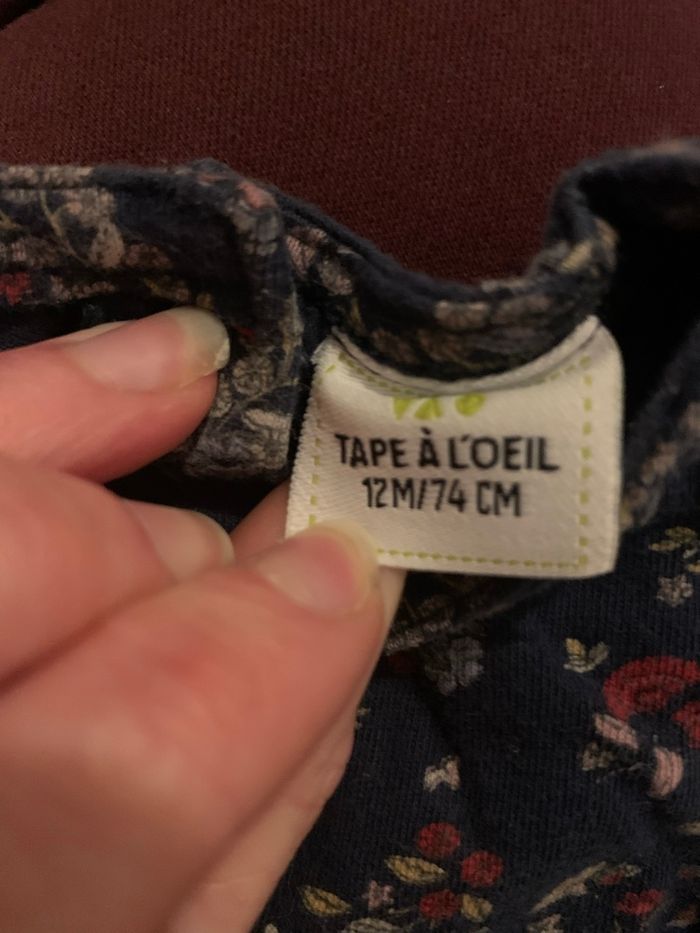 TAPE À L'OEIL
12M/74 CM